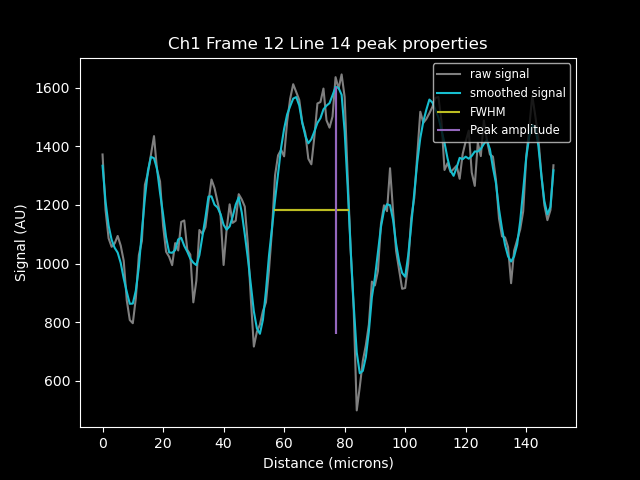 Ch1 Frame 12 Line 14 peak properties
raw signal
smoothed signal
FWHM
Peak amplitude
1600
1400
1200
1000
800
600
Signal (AU)
0 20 40 60 80 100 120 140
Distance (microns)